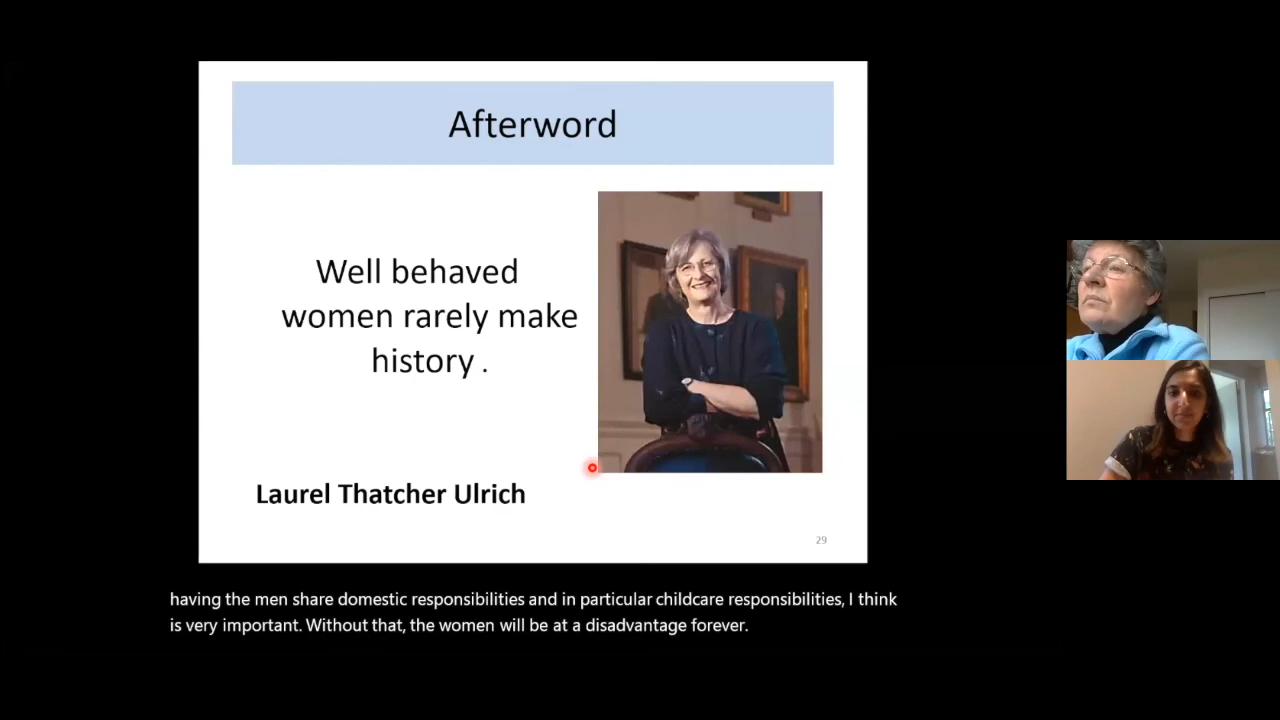 Afterword
Well behaved
women rarely make
history .
Laurel Thatcher Ulrich
29
having the men share domestic responsibilities and in particular childcare responsibilities, I think
is very important. Without that, the women will be at a disadvantage forever.